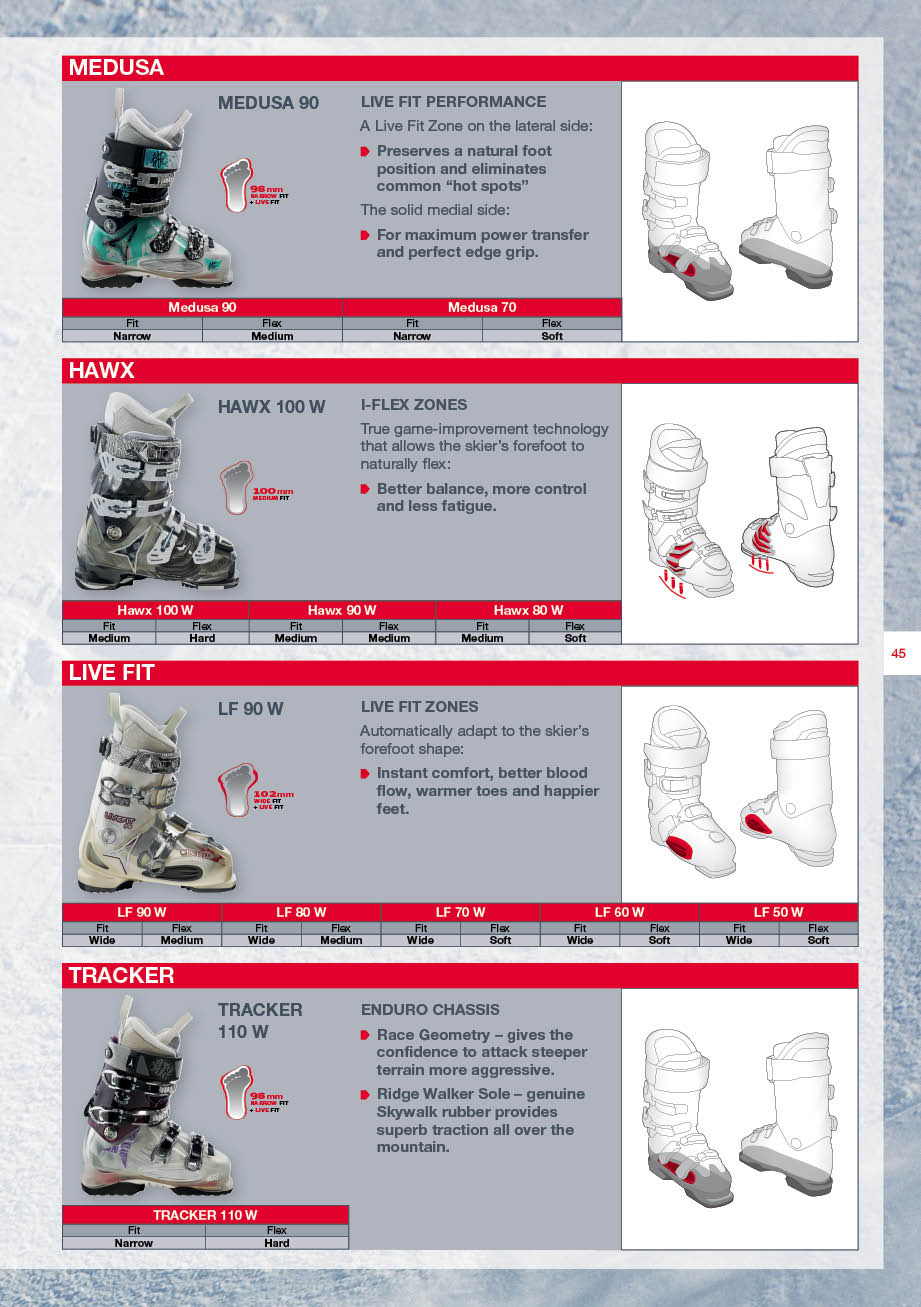 MEDUSA
MEDUSA 90
98 mm
NARROW FIT
+ LIVE FIT
LIVE FIT PERFORMANCE
A Live Fit Zone on the lateral side:
Preserves a natural foot
position and eliminates
common “hot spots”
The solid medial side:
For maximum power transfer
and perfect edge grip.
Medusa 90 Medusa 70
Fit Flex Fit Flex
Narrow Medium Narrow Soft
HAWX
HAWX 100 W
100 mm
MEDIUM FIT
I-FLEX ZONES
True game-improvement technology
that allows the skier’s forefoot to
naturally flex:
Better balance, more control
and less fatigue.
Hawx 100 W Hawx 90 W Hawx 80 W
Fit Flex Fit Flex Fit Flex
Medium Hard Medium Medium Medium Soft
45
LIVE FIT
LF 90 W
102 mm
WIDE FIT
+ LIVE FIT
LIVEFIT
LIVE FIT ZONES
Automatically adapt to the skier’s
forefoot shape:
Instant comfort, better blood
flow, warmer toes and happier
feet.
LF 90 W LF 80 W LF 70 W LF 60 W LF 50 W
Fit Flex Fit Flex Fit Flex Fit Flex Fit Flex
Wide Medium Wide Medium Wide Soft Wide Soft Wide Soft
TRACKER
TRACKER
110 W
98 mm
NARROW FIT
+ LIVE FIT
ENDURO CHASSIS
Race Geometry – gives the
confidence to attack steeper
terrain more aggressive.
Ridge Walker Sole – genuine
Skywalk rubber provides
superb traction all over the
mountain.
TRACKER 110 W
Fit Flex
Narrow Hard